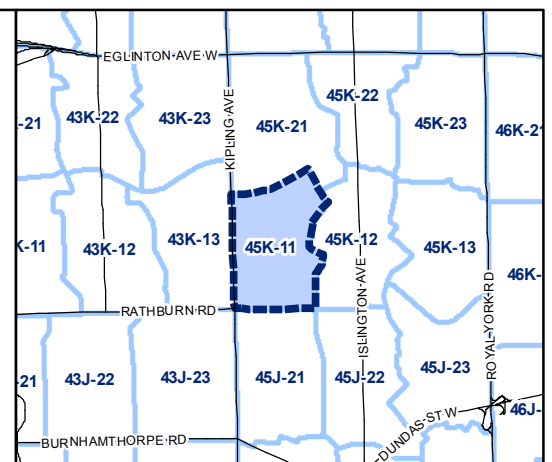 EGLINTON AVE W
45K-22
-21
43K-22
43K-23
KIPLING AVE
45K-21
45K-23
46K-21
K-11
43K-12
43K-13
45K-11
45K-12
45K-13
46K-
ISLINGTON AVE
ROYAL YORK RD
RATHBURN RD
21
43J-22
43J-23
45J-21
45J-22
45J-23
46J-
DUNDAS ST W
BURNHAMTHORPE RD